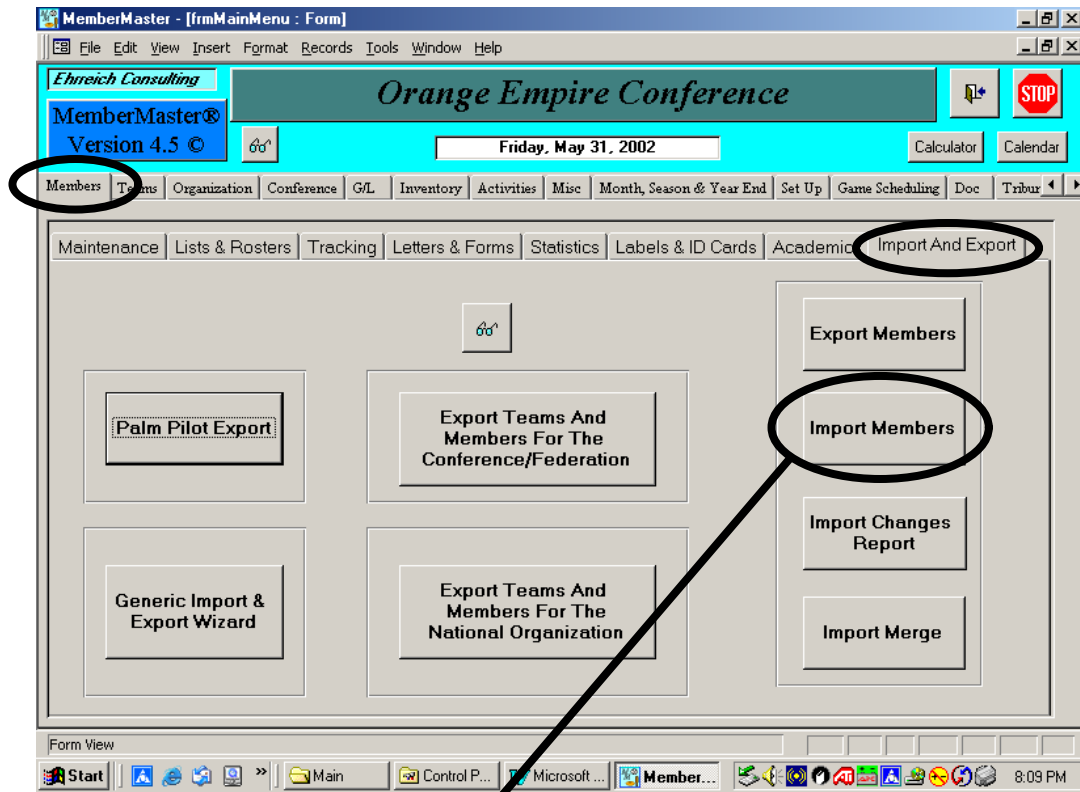 MemberMaster - [frmMainMenu : Form]
File Edit View Insert Format Records Tools Window Help
Ehrreich Consulting
Orange Empire Conference
STOP
MemberMaster®
Version 4.5 ©
Friday, May 31, 2002
Calculator
Calendar
Members Teams Organization Conference G/L Inventory Activities Misc Month, Season & Year End Set Up Game Scheduling Doc Tribut
Maintenance Lists & Rosters Tracking Letters & Forms Statistics Labels & ID Cards Academic Import And Export
Export Members
Palm Pilot Export
Export Teams And
Members For The
Conference/Federation
Import Members
Import Changes
Report
Generic Import &
Export Wizard
Export Teams And
Members For The
National Organization
Import Merge
Form View
Start » Main Control P... Microsoft ... Member... 8:09 PM